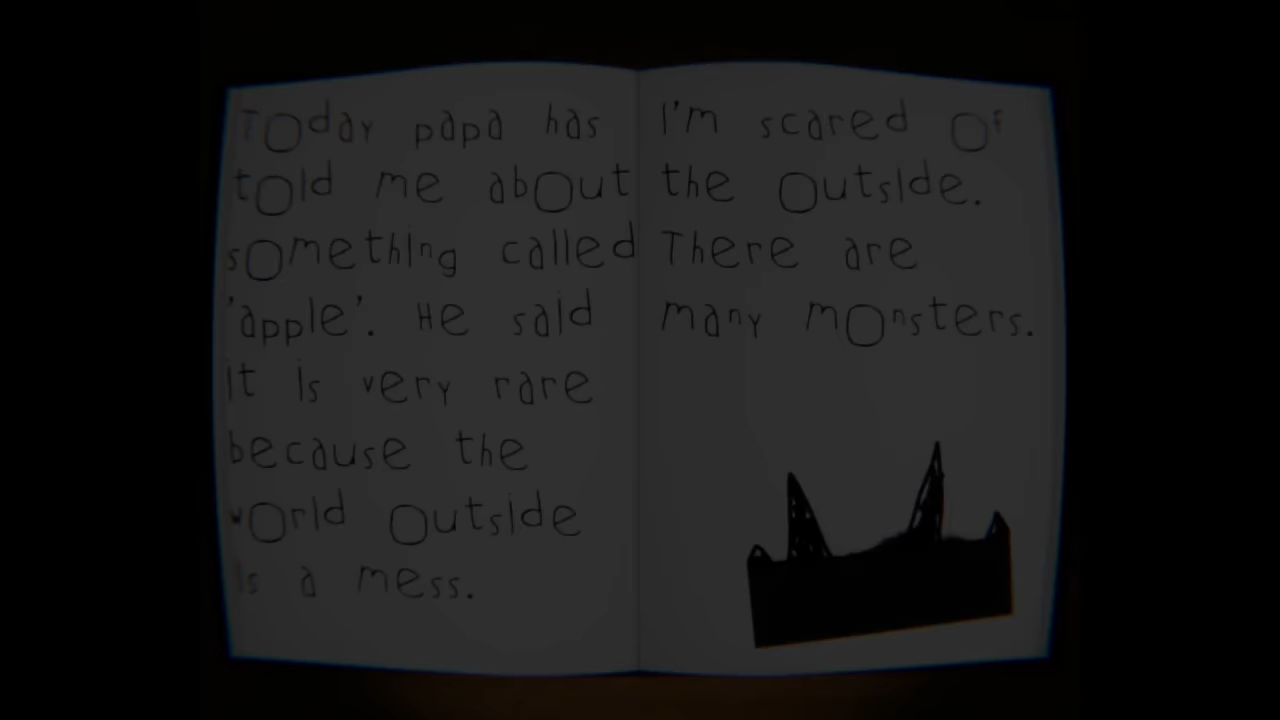 Today papa has
told me about
something called
'apple'. He said
it is very rare
because the
world outside
is a mess.
I'm scared of
the outside.
There are
many monsters.